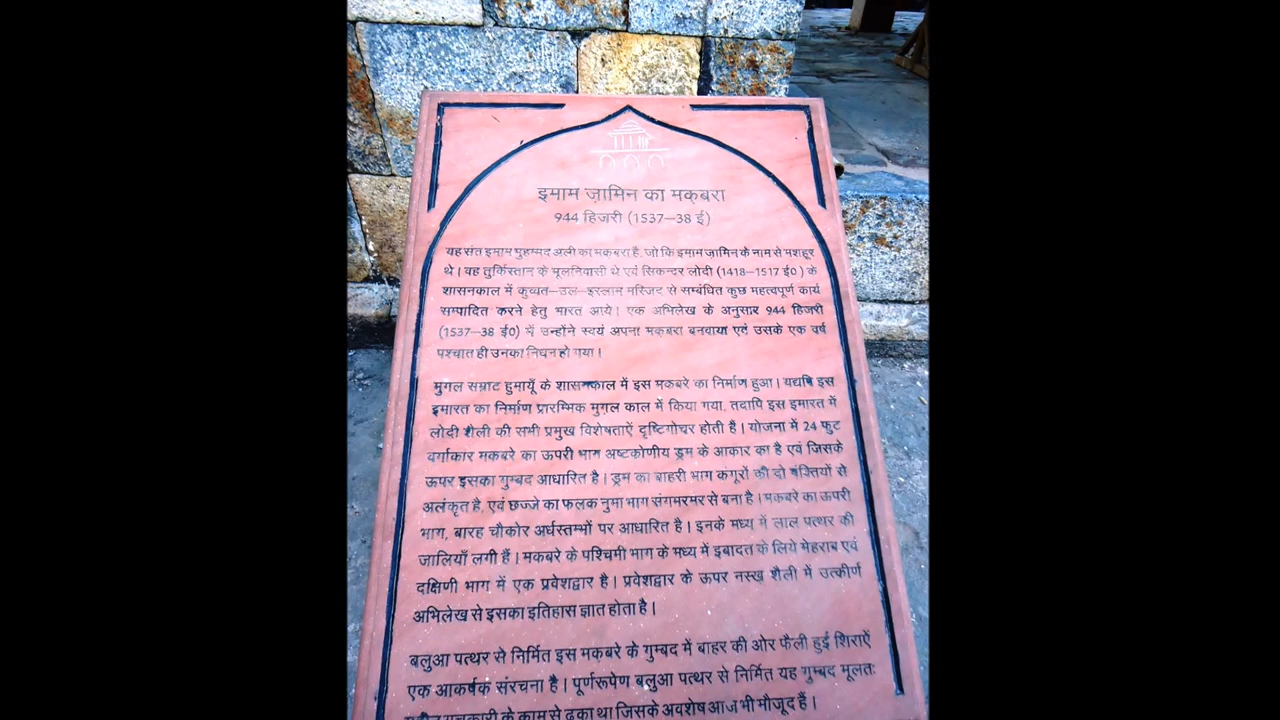 इमाम ज़ामिन का मक़बरा
944 हिजरी (1537–38 ई)
यह संत इमाम मुहम्मद अली का मकबरा है, जो कि इमाम ज़ामिन के नाम से मशहूर
थे। वह तुर्किस्तान के मूलनिवासी थे एवं सिकन्दर लोदी (1418–1517 ई०) के
शासनकाल में कुव्वत–उल–इस्लाम मस्जिद से सम्बंधित कुछ महत्वपूर्ण कार्य
सम्पादित करने हेतु भारत आये। एक अभिलेख के अनुसार 944 हिजरी
(1537–38 ई0) में उन्होंने स्वयं अपना मकबरा बनवाया एवं उसके एक वर्ष
पश्चात ही उनका निधन हो गया।
मुगल सम्राट हुमायूँ के शासनकाल में इस मकबरे का निर्माण हुआ। यद्यपि इस
इमारत का निर्माण प्रारम्भिक मुग़ल काल में किया गया, तदापि इस इमारत में
लोदी शैली की सभी प्रमुख विशेषताऐं दृष्टिगोचर होती हैं। योजना में 24 फुट
वर्गाकार मकबरे का ऊपरी भाग अष्टकोणीय ड्रम के आकार का है एवं जिसके
ऊपर इसका गुम्बद आधारित है। ड्रम का बाहरी भाग कंगूरों की दो पंक्तियों से
अलंकृत है, एवं छज्जे का फलक नुमा भाग संगमरमर से बना है। मकबरे का ऊपरी
भाग, बारह चौकोर अर्धस्तम्भों पर आधारित है। इनके मध्य में लाल पत्थर की
जालियाँ लगी हैं। मकबरे के पश्चिमी भाग के मध्य में इबादत के लिये मेहराब एवं
दक्षिणी भाग में एक प्रवेशद्वार है। प्रवेशद्वार के ऊपर नस्ख़ शैली में उत्कीर्ण
अभिलेख से इसका इतिहास ज्ञात होता है।
बलुआ पत्थर से निर्मित इस मकबरे के गुम्बद में बाहर की ओर फैली हुई शिराऐं
एक आकर्षक संरचना है। पूर्णरूपेण बलुआ पत्थर से निर्मित यह गुम्बद मूलतः
के काम से ढका था जिसके अवशेष आज भी मौजूद हैं।